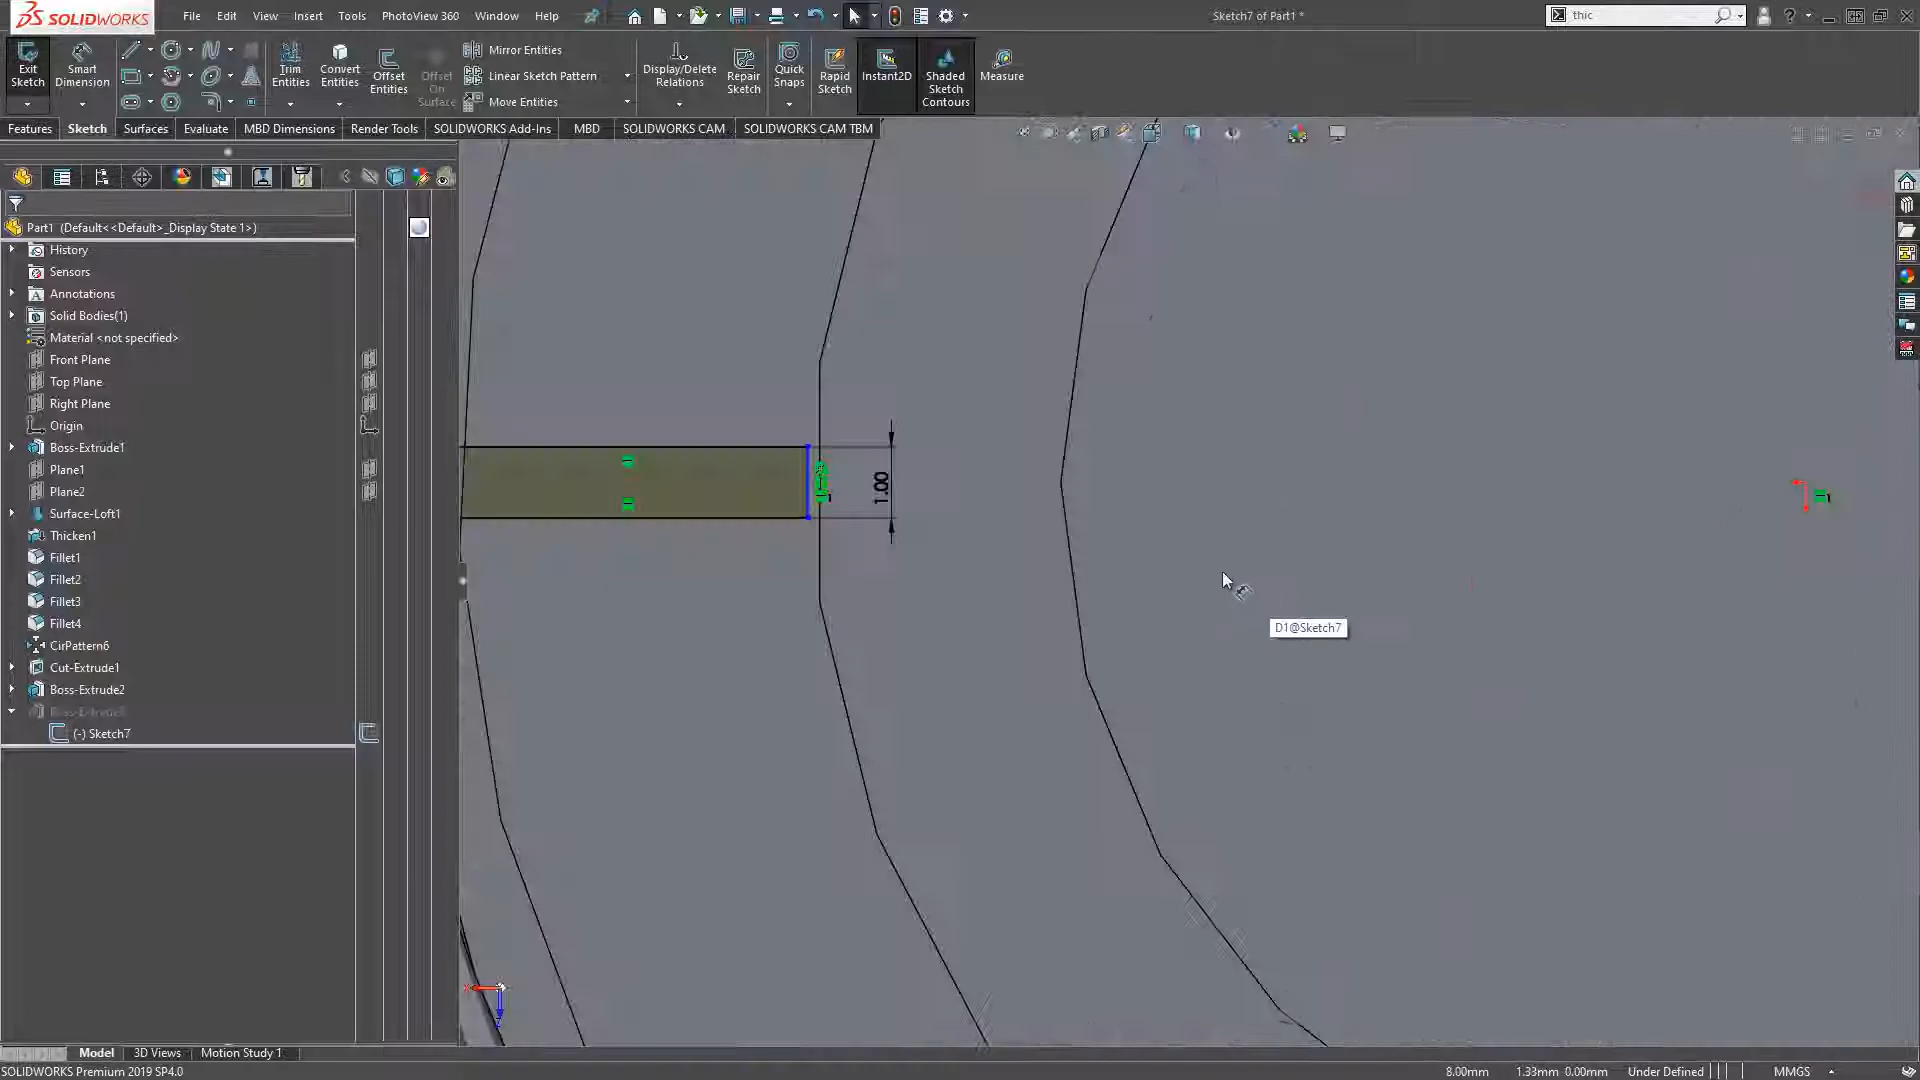 SOLIDWORKS
File Edit View Insert Tools PhotoView 360 Window Help
Sketch7 of Part1 *
thic
Exit Sketch
Smart Dimension
Trim Entities
Convert Entities
Offset Entities
Offset On Surface
Mirror Entities
Linear Sketch Pattern
Move Entities
Display/Delete Relations
Repair Sketch
Quick Snaps
Rapid Sketch
Instant2D
Shaded Sketch Contours
Measure
Features Sketch Surfaces Evaluate MBD Dimensions Render Tools SOLIDWORKS Add-Ins MBD SOLIDWORKS CAM SOLIDWORKS CAM TBM
Part1 (Default<<Default>_Display State 1>)
History
Sensors
Annotations
Solid Bodies(1)
Material <not specified>
Front Plane
Top Plane
Right Plane
Origin
Boss-Extrude1
Plane1
Plane2
Surface-Loft1
Thicken1
Fillet1
Fillet2
Fillet3
Fillet4
CirPattern6
Cut-Extrude1
Boss-Extrude2
(-) Sketch7
1.00
1
1
D1@Sketch7
Model 3D Views Motion Study 1
SOLIDWORKS Premium 2019 SP4.0
8.00mm 1.33mm 0.00mm Under Defined MMGS